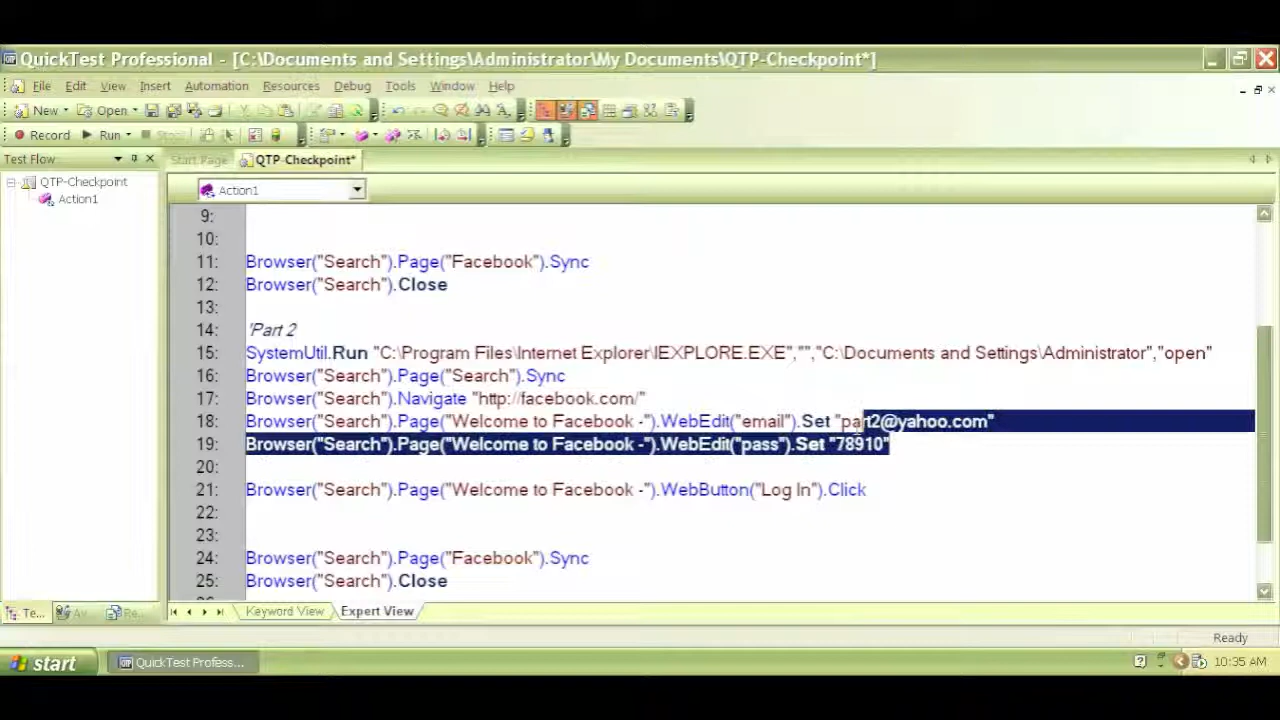 QuickTest Professional - [C:\Documents and Settings\Administrator\My Documents\QTP-Checkpoint*]
File Edit View Insert Automation Resources Debug Tools Window Help
New Open
Record Run Stop
Test Flow
Start Page QTP-Checkpoint*
QTP-Checkpoint
Action1
Action1
9:
10:
11: Browser("Search").Page("Facebook").Sync
12: Browser("Search").Close
13:
14: 'Part 2
15: SystemUtil.Run "C:\Program Files\Internet Explorer\IEXPLORE.EXE","","C:\Documents and Settings\Administrator","open"
16: Browser("Search").Page("Search").Sync
17: Browser("Search").Navigate "http://facebook.com/"
18: Browser("Search").Page("Welcome to Facebook -").WebEdit("email").Set "part2@yahoo.com"
19: Browser("Search").Page("Welcome to Facebook -").WebEdit("pass").Set "78910"
20:
21: Browser("Search").Page("Welcome to Facebook -").WebButton("Log In").Click
22:
23:
24: Browser("Search").Page("Facebook").Sync
25: Browser("Search").Close
Te... Av Re...
Keyword View Expert View
Ready
start QuickTest Profess... 10:35 AM